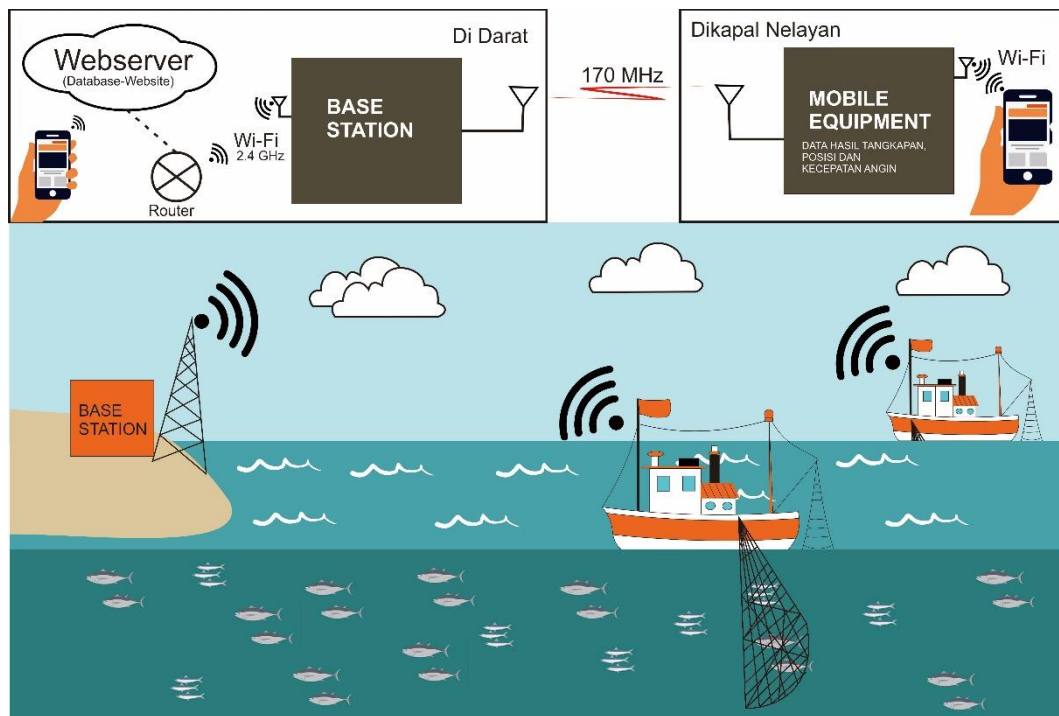 Webserver
(Database-Website)
Di Darat
BASE
STATION
Wi-Fi
2.4 GHz
Router
170 MHz
Dikapal Nelayan
Wi-Fi
MOBILE
EQUIPMENT
DATA HASIL TANGKAPAN,
POSISI DAN
KECEPATAN ANGIN
BASE
STATION